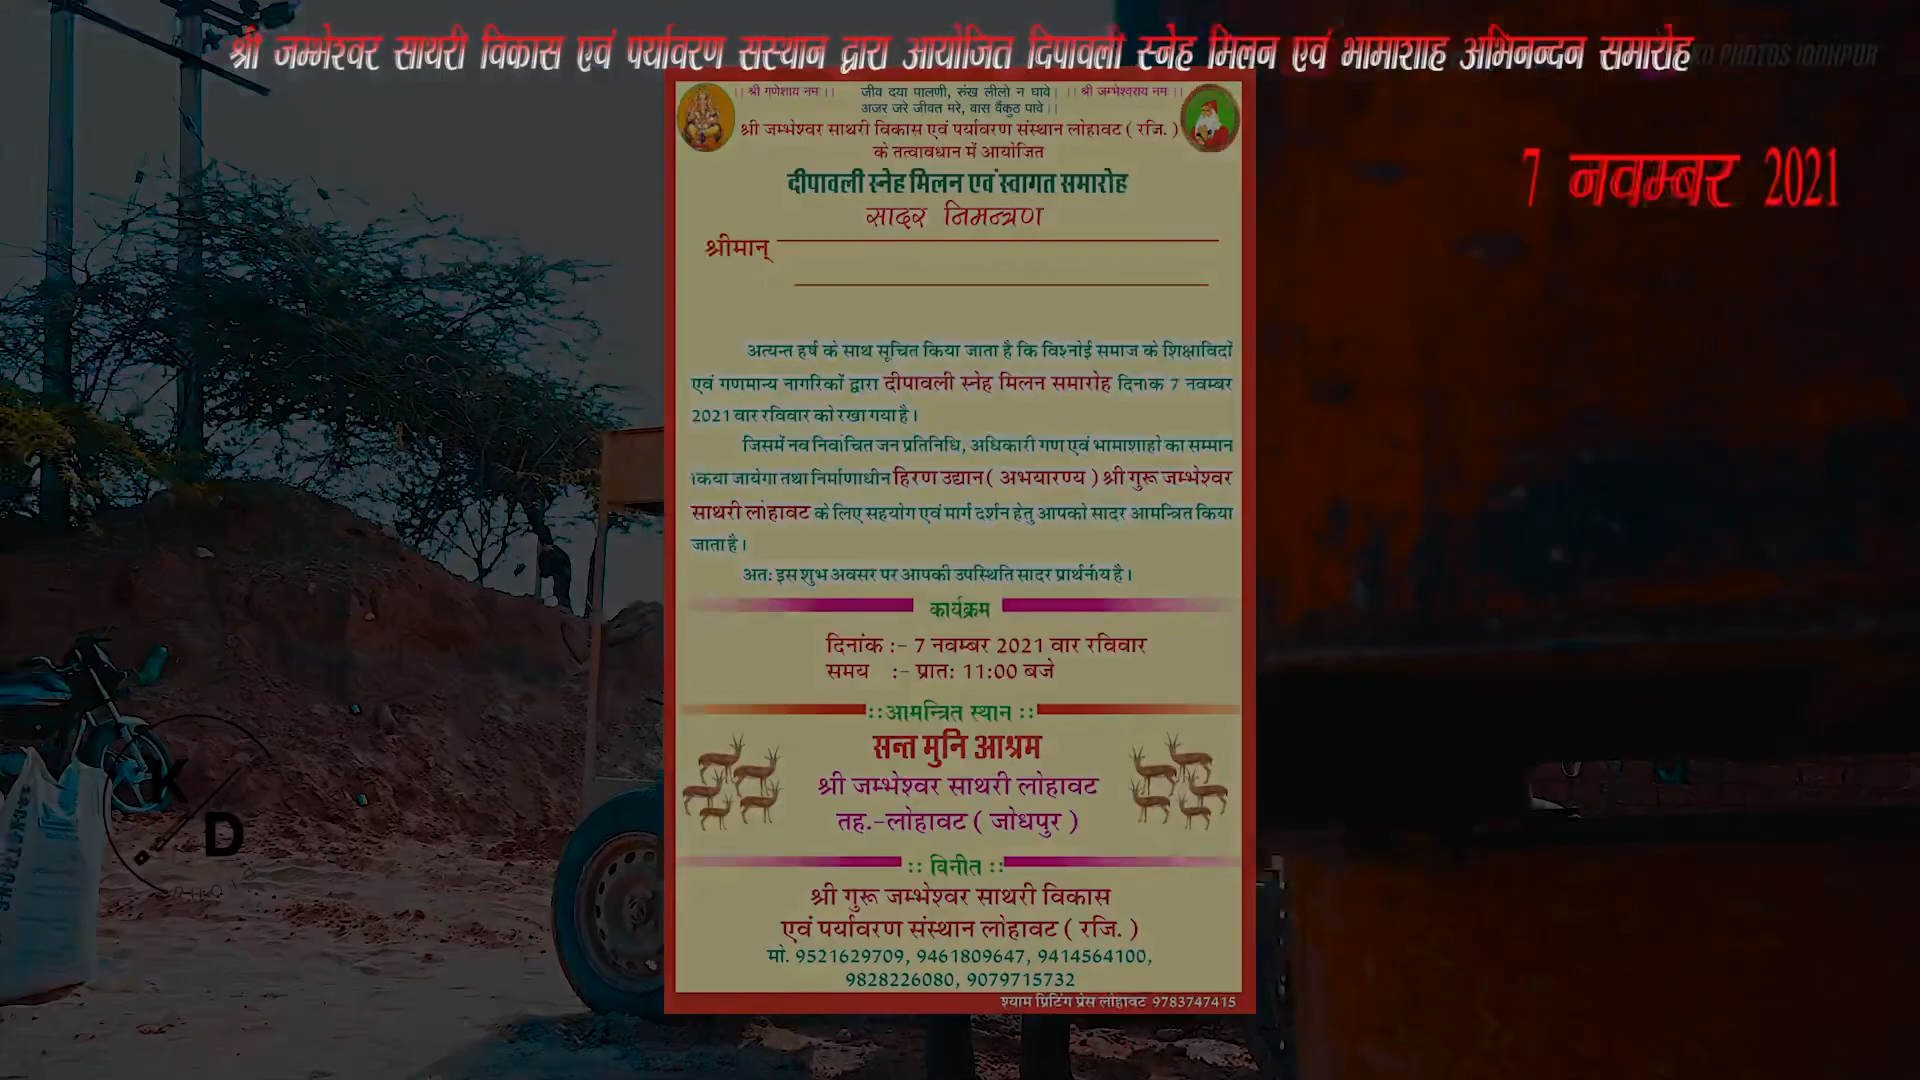 श्री जम्भेश्वर साथरी विकास एवं पर्यावरण संस्थान द्वारा आयोजित दिपावली स्नेह मिलन एवं भामाशाह अभिनन्दन समारोह
KD PHOTOS JODHPUR
7 नवम्बर 2021
।। श्री गणेशाय नमः ।। जीव दया पालणी, रुंख लीलो न घावे। ।। श्री जम्भेश्वराय नमः ।।
अजर जरे जीवत मरे, वास वैंकुठ पावे।।
श्री जम्भेश्वर साथरी विकास एवं पर्यावरण संस्थान लोहावट ( रजि. )
के तत्वावधान में आयोजित
दीपावली स्नेह मिलन एवं स्वागत समारोह
सादर निमन्त्रण
श्रीमान्
अत्यन्त हर्ष के साथ सूचित किया जाता है कि विश्नोई समाज के शिक्षाविदों
एवं गणमान्य नागरिकों द्वारा दीपावली स्नेह मिलन समारोह दिनांक 7 नवम्बर
2021 वार रविवार को रखा गया है।
जिसमें नव निर्वाचित जन प्रतिनिधि, अधिकारी गण एवं भामाशाहों का सम्मान
किया जायेगा तथा निर्माणाधीन हिरण उद्यान ( अभयारण्य ) श्री गुरू जम्भेश्वर
साथरी लोहावट के लिए सहयोग एवं मार्ग दर्शन हेतु आपको सादर आमन्त्रित किया
जाता है।
अतः इस शुभ अवसर पर आपकी उपस्थिति सादर प्रार्थनीय है।
कार्यक्रम
दिनांक :- 7 नवम्बर 2021 वार रविवार
समय :- प्रातः 11:00 बजे
::आमन्त्रित स्थान ::
सन्त मुनि आश्रम
श्री जम्भेश्वर साथरी लोहावट
तह.-लोहावट ( जोधपुर )
:: विनीत ::
श्री गुरू जम्भेश्वर साथरी विकास
एवं पर्यावरण संस्थान लोहावट ( रजि. )
मो. 9521629709, 9461809647, 9414564100,
9828226080, 9079715732
श्याम प्रिटिंग प्रेस लोहावट 9783747415
K
D